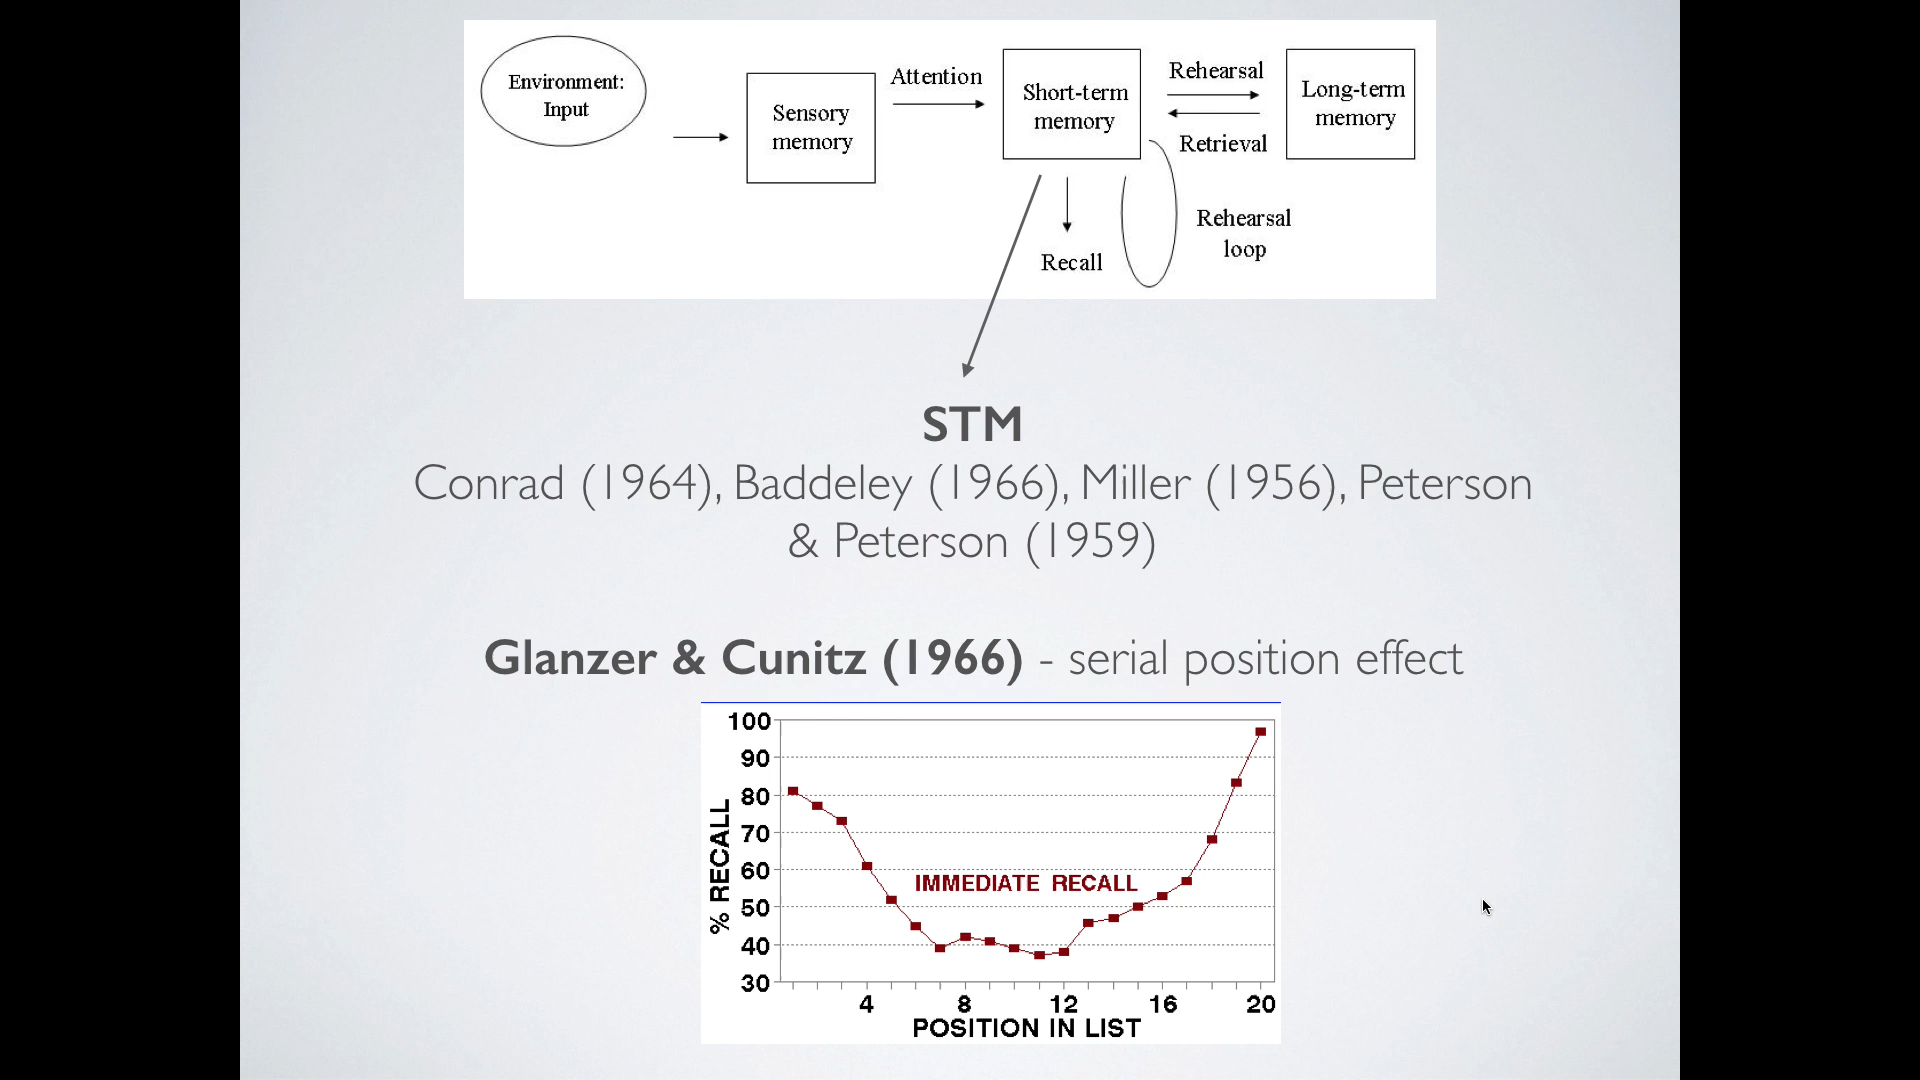 Environment:
Input
Sensory
memory
Attention
Short-term
memory
Rehearsal
Retrieval
Long-term
memory
Recall
Rehearsal
loop
STM
Conrad (1964), Baddeley (1966), Miller (1956), Peterson
& Peterson (1959)
Glanzer & Cunitz (1966) - serial position effect
100
90
80
70
60
50
40
30
% RECALL
IMMEDIATE RECALL
4 8 12 16 20
POSITION IN LIST